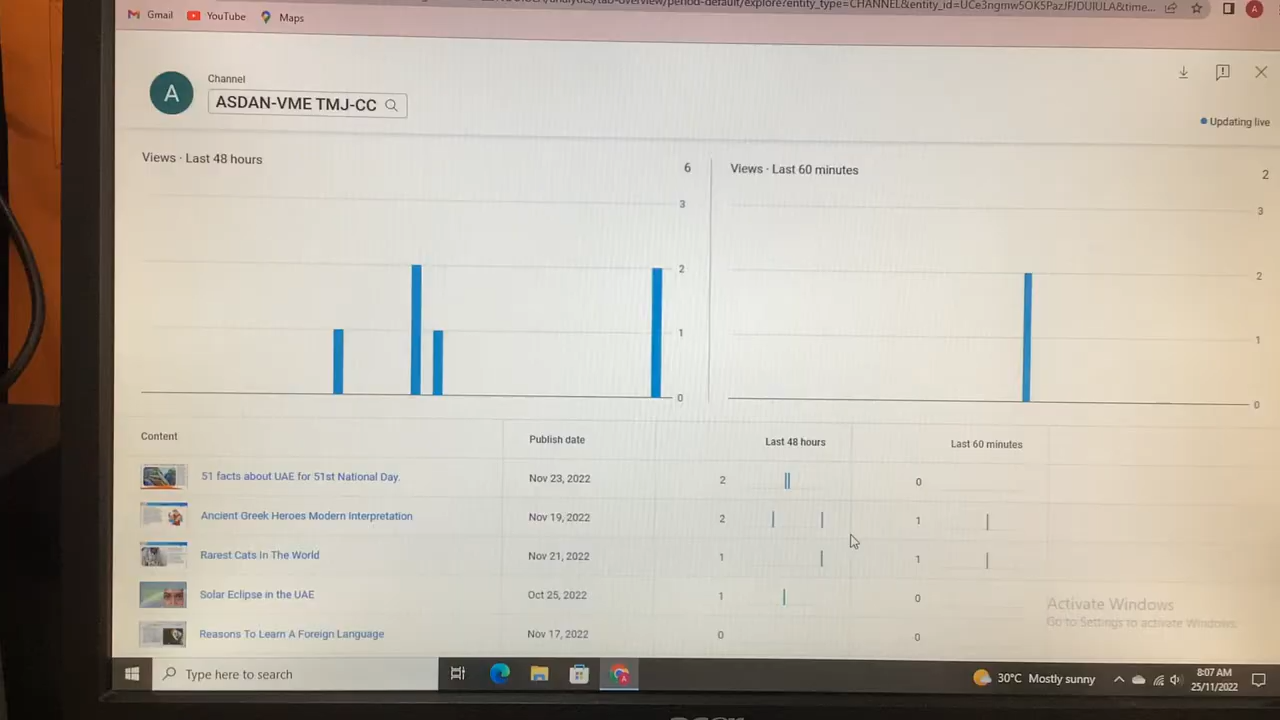 Gmail YouTube Maps
Channel
A ASDAN-VME TMJ-CC
Updating live
Views · Last 48 hours 6
3
2
1
0
Views · Last 60 minutes 2
3
2
1
0
Content Publish date Last 48 hours Last 60 minutes
51 facts about UAE for 51st National Day. Nov 23, 2022 2 0
Ancient Greek Heroes Modern Interpretation Nov 19, 2022 2 1
Rarest Cats In The World Nov 21, 2022 1 1
Solar Eclipse in the UAE Oct 25, 2022 1 0
Reasons To Learn A Foreign Language Nov 17, 2022 0 0
Activate Windows
Go to Settings to activate Windows.
Type here to search
30°C Mostly sunny
8:07 AM
25/11/2022